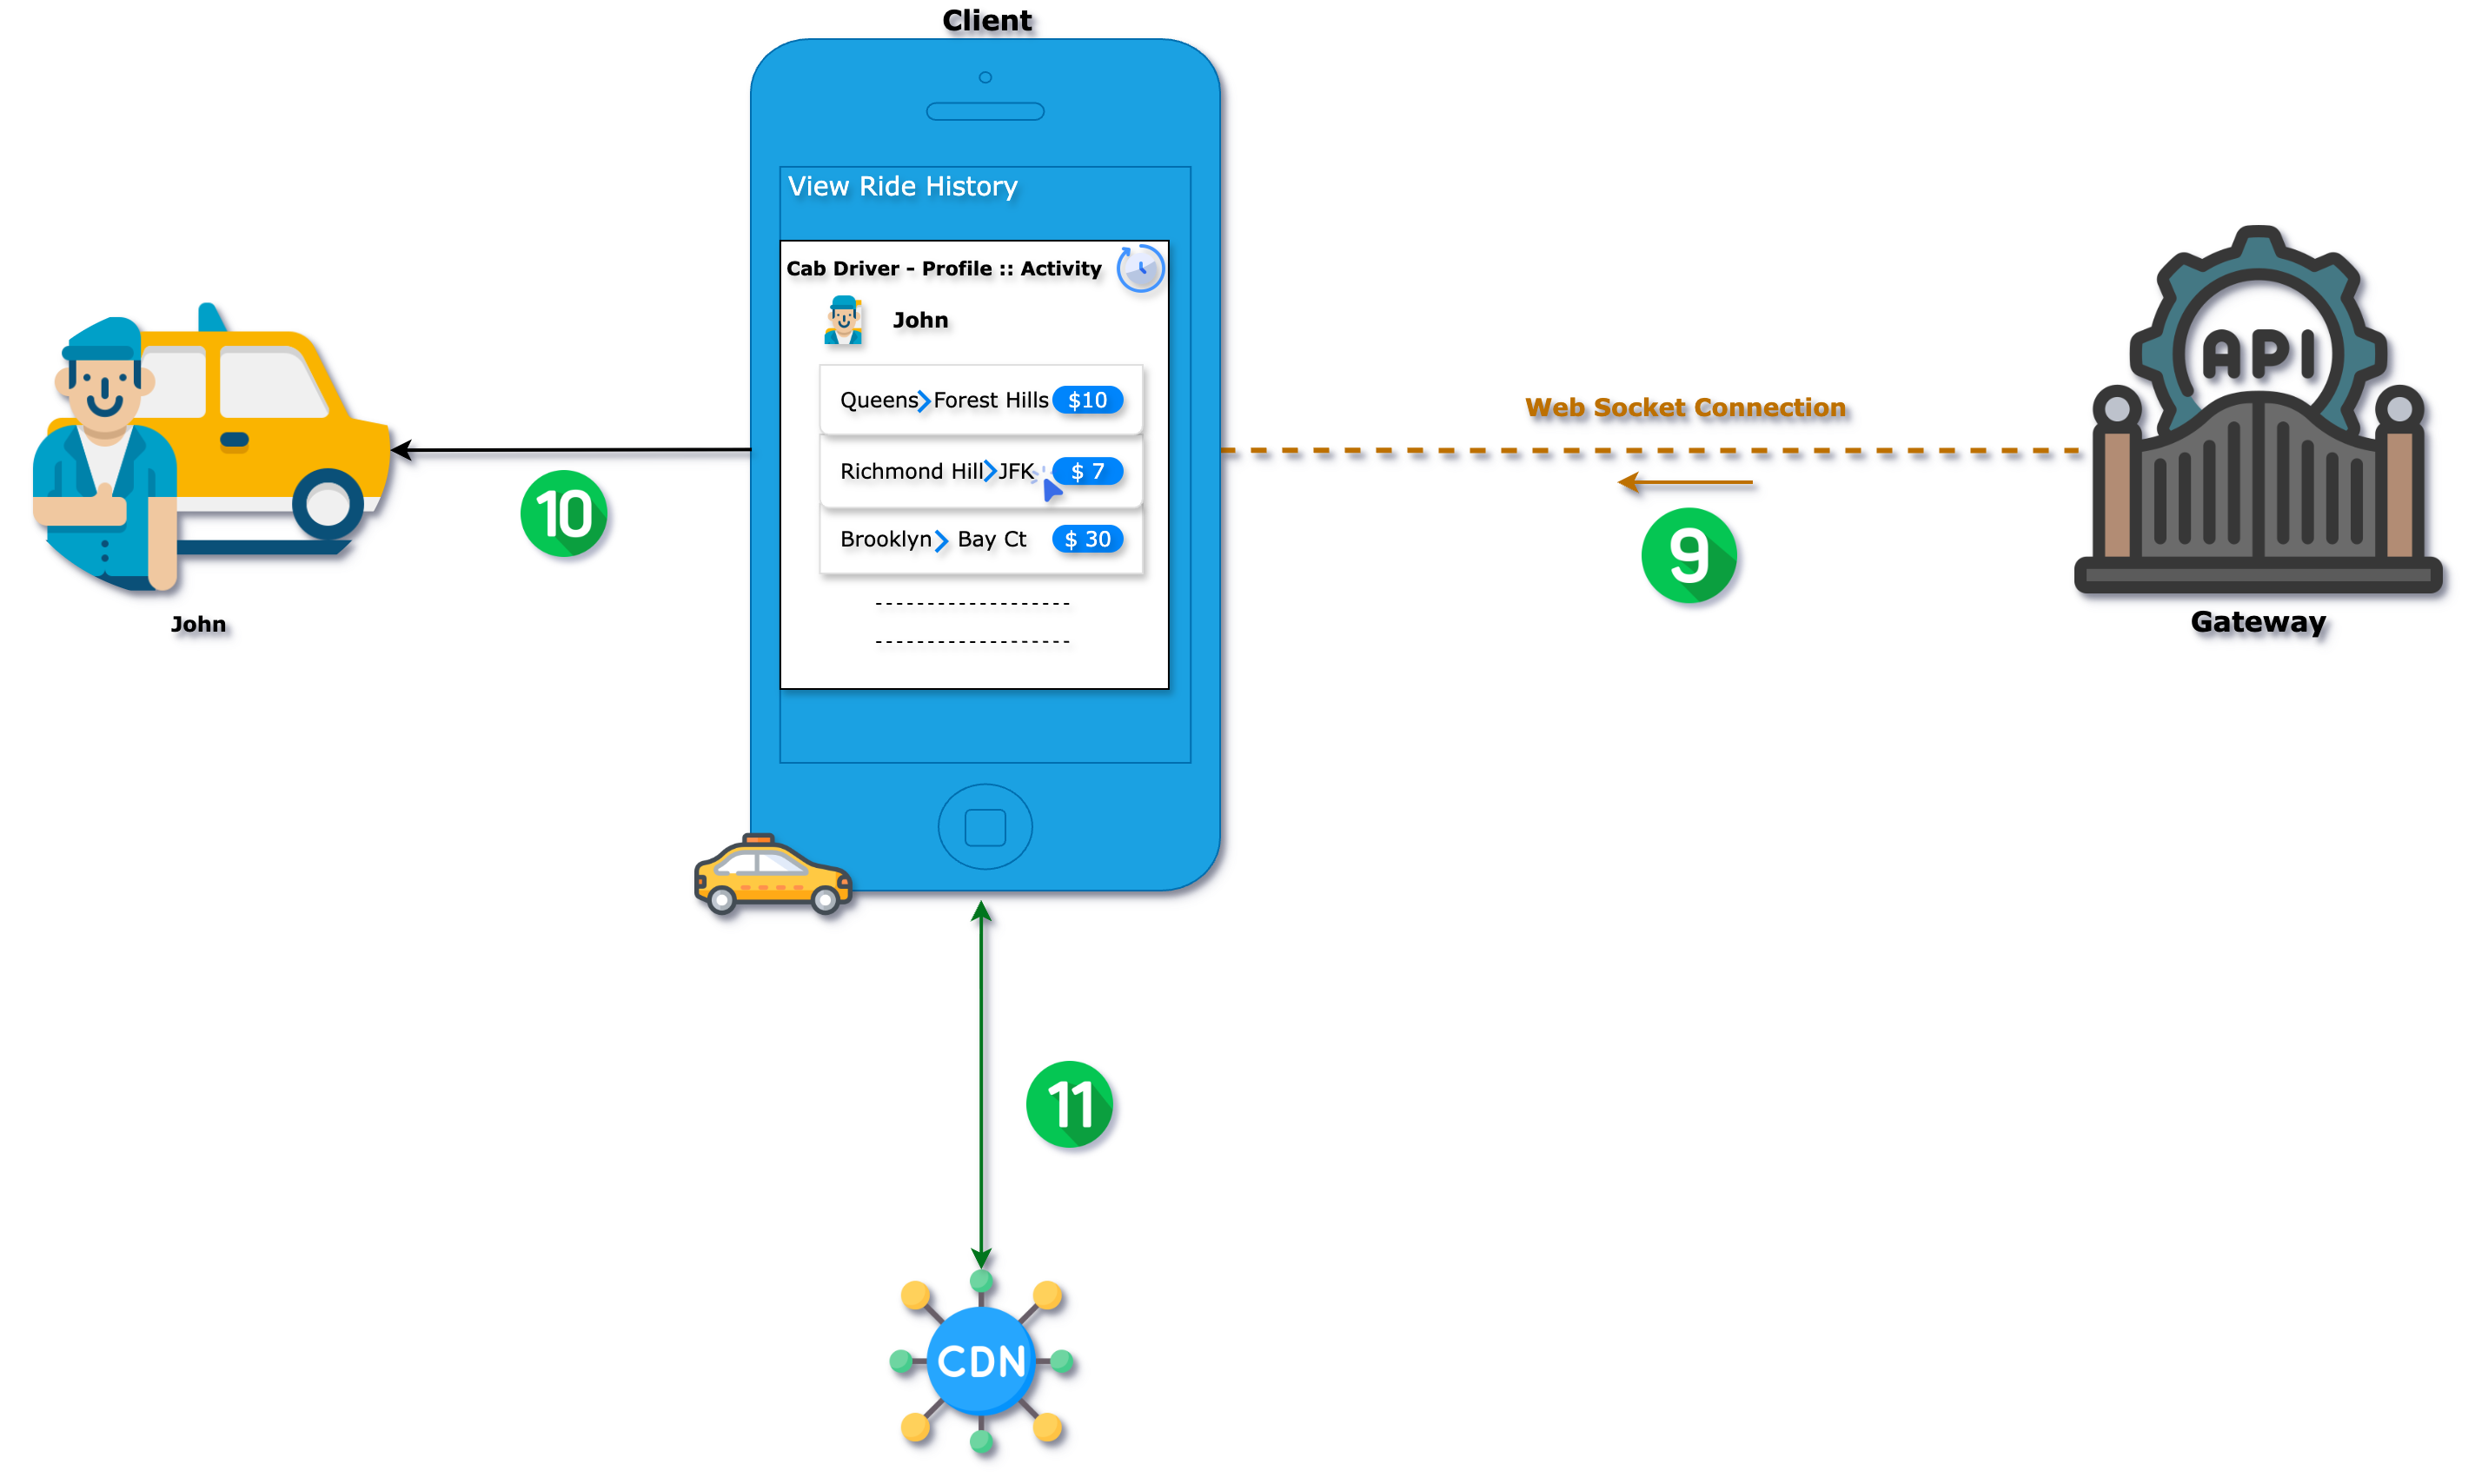 Client
View Ride History
Cab Driver - Profile :: Activity
John
Queens Forest Hills $10
Richmond Hill JFK $ 7
Brooklyn Bay Ct $ 30
Web Socket Connection
API
10
9
John
Gateway
11
CDN